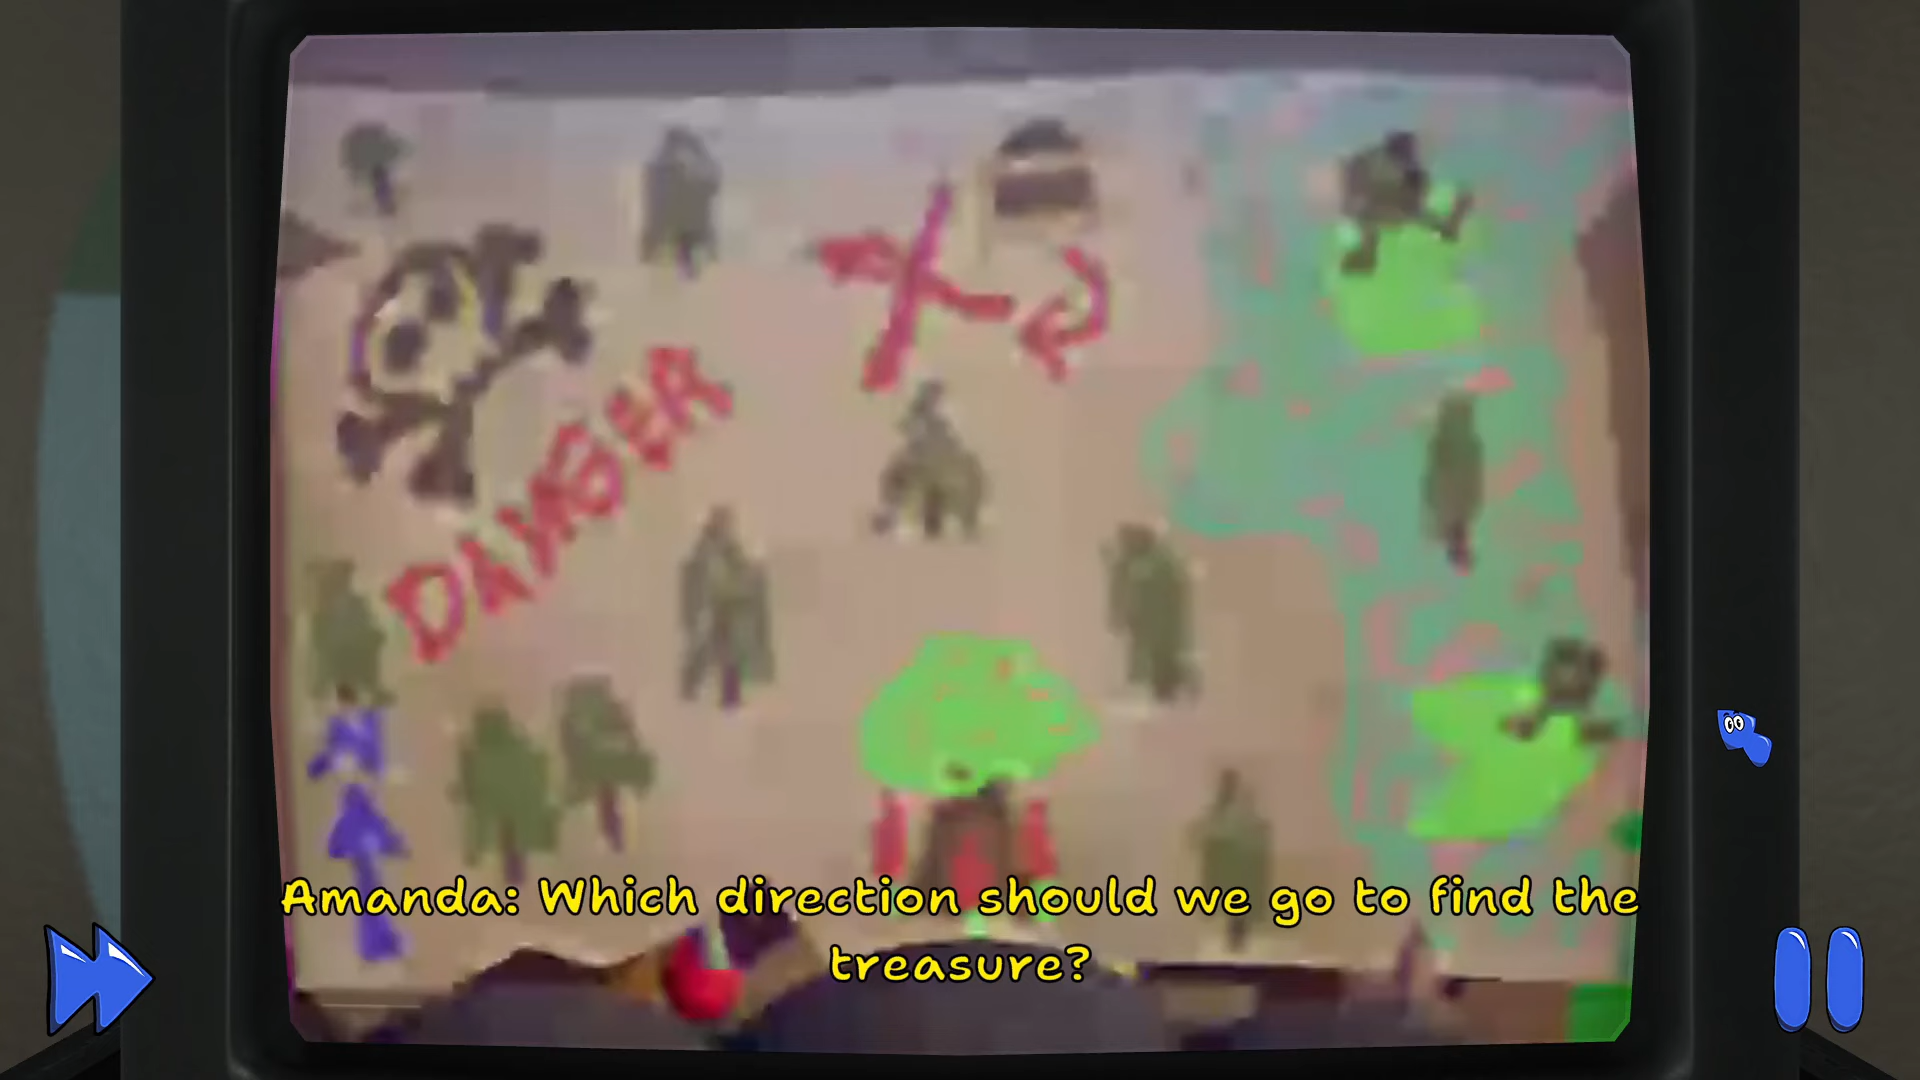 DANGER
N
Amanda: Which direction should we go to find the
treasure?